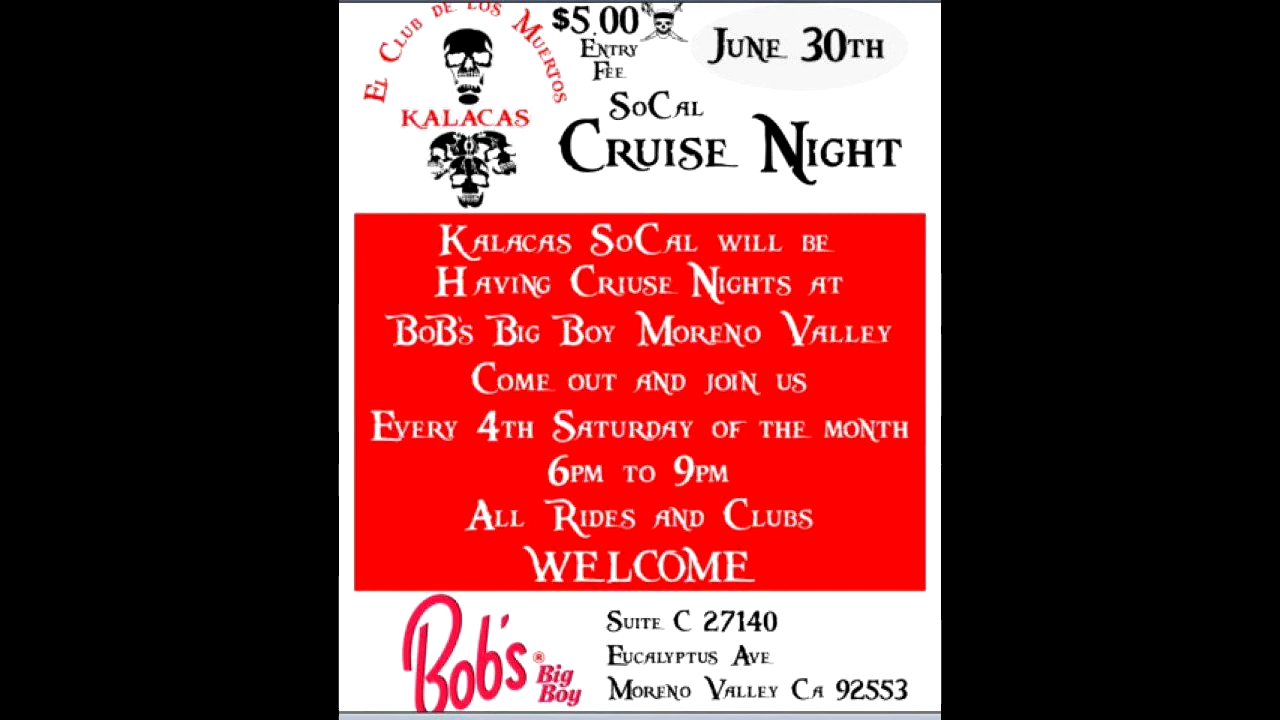 El Club de los Muertos
KALACAS
$5.00
Entry
Fee
June 30th
SoCal
Cruise Night
Kalacas SoCal will be
Having Criuse Nights at
BoB's Big Boy Moreno Valley
Come out and join us
Every 4th Saturday of the month
6pm to 9pm
All Rides and Clubs
WELCOME
Bob's®
Big
Boy
Suite C 27140
Eucalyptus Ave
Moreno Valley Ca 92553